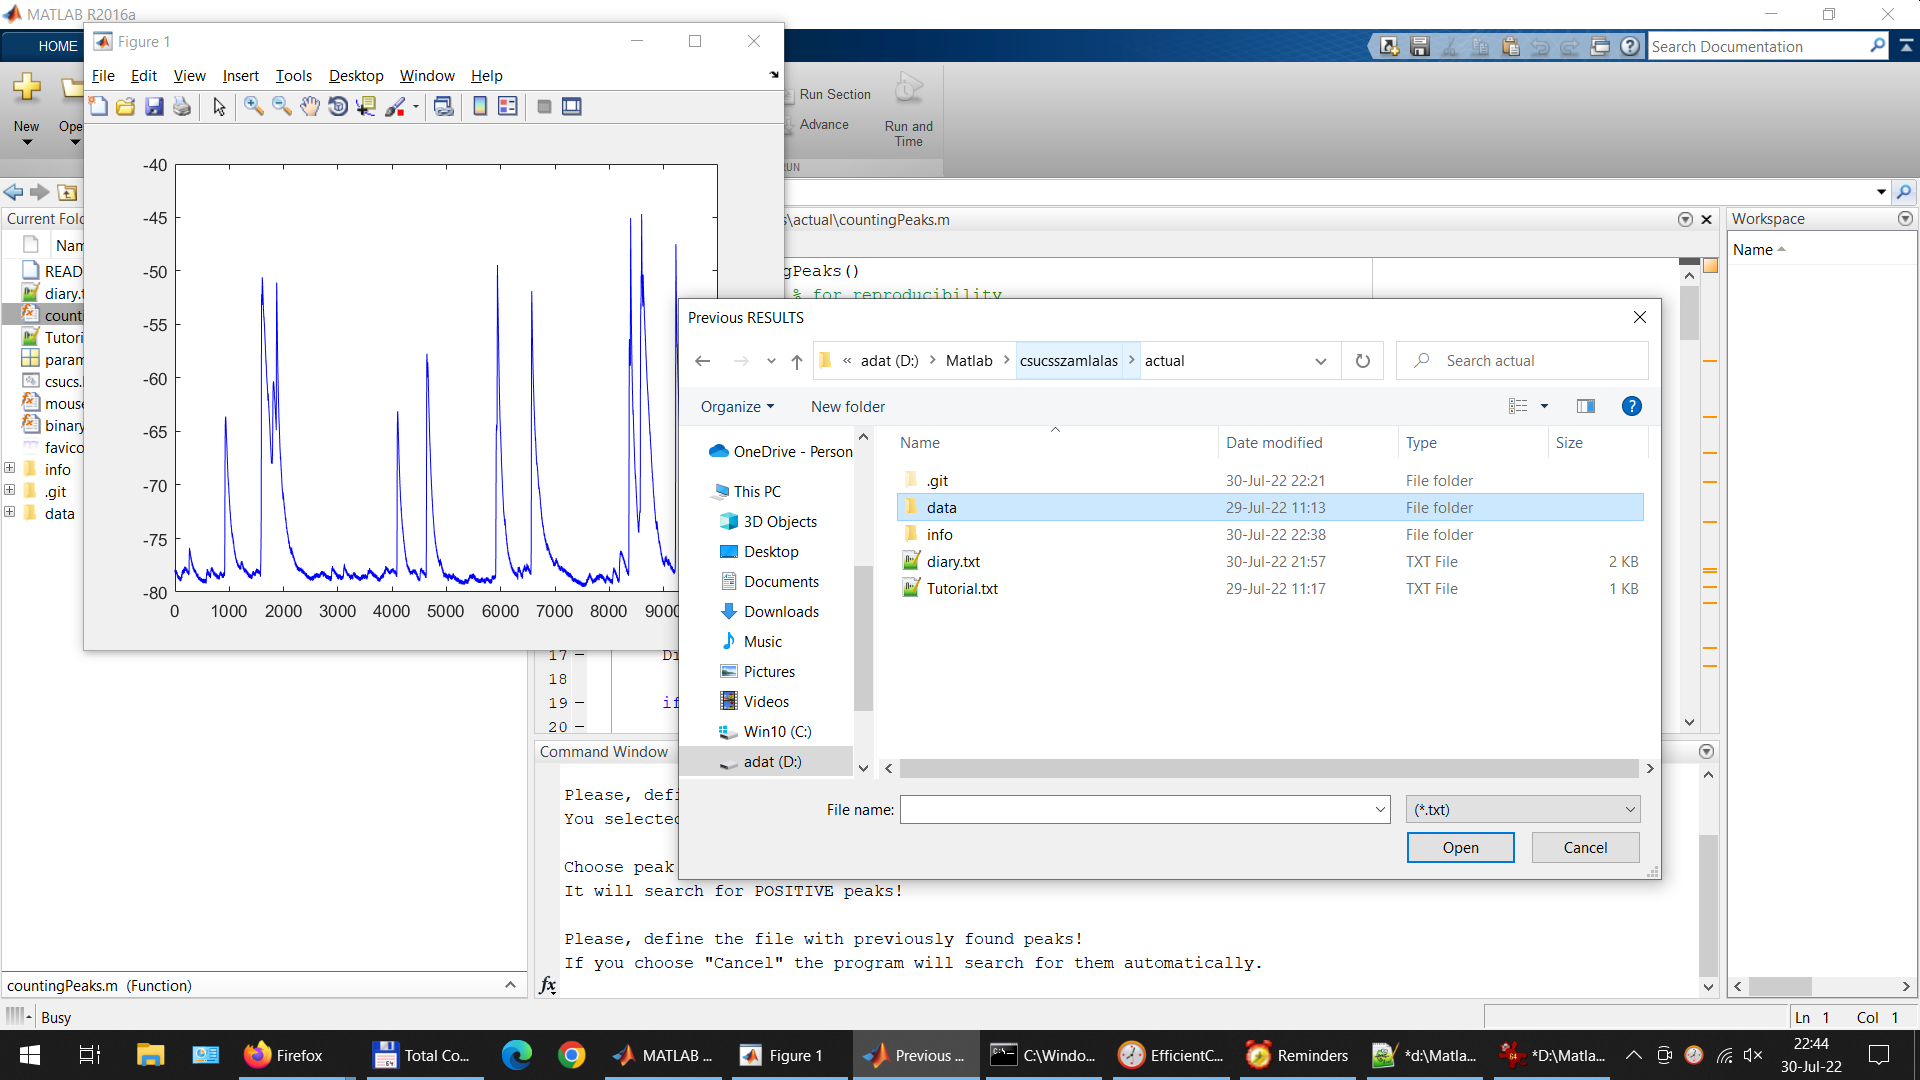 MATLAB R2016a
HOME
Search Documentation
New
Ope
Run Section
Advance
Run and
Time
RUN
Figure 1
File Edit View Insert Tools Desktop Window Help
-40
-45
-50
-55
-60
-65
-70
-75
-80
0 1000 2000 3000 4000 5000 6000 7000 8000 9000
Current Fold
Nam
READ
diary.t
count
Tutori
param
csucs.
mouse
binary
favico
info
.git
data
s\actual\countingPeaks.m
gPeaks()
% for reproducibility
17
Di
18
19
if
20
Workspace
Name
Previous RESULTS
« adat (D:) > Matlab > csucsszamlalas > actual
Search actual
Organize
New folder
OneDrive - Person
This PC
3D Objects
Desktop
Documents
Downloads
Music
Pictures
Videos
Win10 (C:)
adat (D:)
Name Date modified Type Size
.git 30-Jul-22 22:21 File folder
data 29-Jul-22 11:13 File folder
info 30-Jul-22 22:38 File folder
diary.txt 30-Jul-22 21:57 TXT File 2 KB
Tutorial.txt 29-Jul-22 11:17 TXT File 1 KB
File name:
(*.txt)
Open
Cancel
Command Window
Please, defi
You selected
Choose peak
It will search for POSITIVE peaks!
Please, define the file with previously found peaks!
If you choose "Cancel" the program will search for them automatically.
fx
countingPeaks.m (Function)
Busy
Ln 1 Col 1
Firefox
Total Co...
MATLAB ...
Figure 1
Previous ...
C:\Windo...
EfficientC...
Reminders
*d:\Matla...
*D:\Matla...
22:44
30-Jul-22